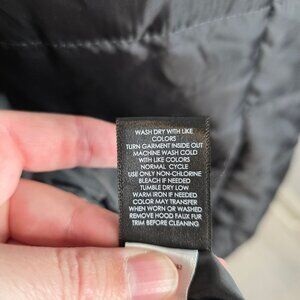 WASH DRY WITH LIKE
COLORS
TURN GARMENT INSIDE OUT
MACHINE WASH COLD
WITH LIKE COLORS
NORMAL CYCLE
USE ONLY NON-CHLORINE
BLEACH IF NEEDED
TUMBLE DRY LOW
WARM IRON IF NEEDED
COLOR MAY TRANSFER
WHEN WORN OR WASHED
REMOVE HOOD FAUX FUR
TRIM BEFORE CLEANING.